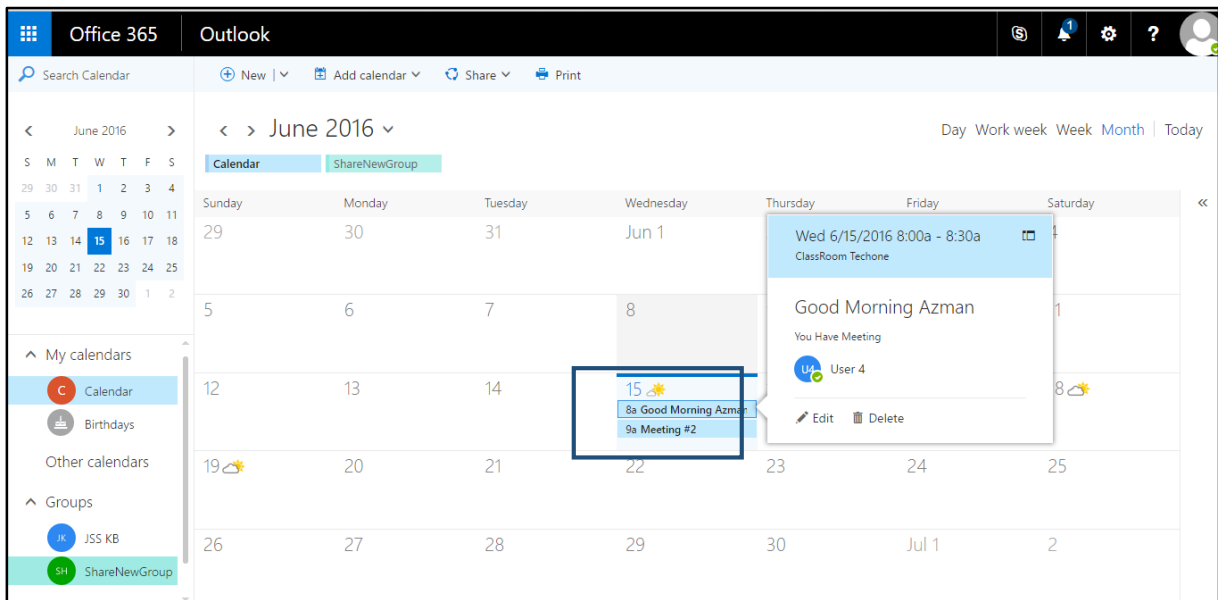 Office 365 Outlook 1 ?
Search Calendar New Add calendar Share Print
June 2016
S M T W T F S
29 30 31 1 2 3 4
5 6 7 8 9 10 11
12 13 14 15 16 17 18
19 20 21 22 23 24 25
26 27 28 29 30 1 2
My calendars
C Calendar
Birthdays
Other calendars
Groups
JK JSS KB
SH ShareNewGroup
June 2016 Day Work week Week Month Today
Calendar ShareNewGroup
Sunday Monday Tuesday Wednesday Thursday Friday Saturday
29 30 31 Jun 1 4
5 6 7 8
12 13 14 15
8a Good Morning Azman
9a Meeting #2
19 20 21 22 23 24 25
26 27 28 29 30 Jul 1 2
Wed 6/15/2016 8:00a - 8:30a
ClassRoom Techone
Good Morning Azman
You Have Meeting
U4 User 4
Edit Delete